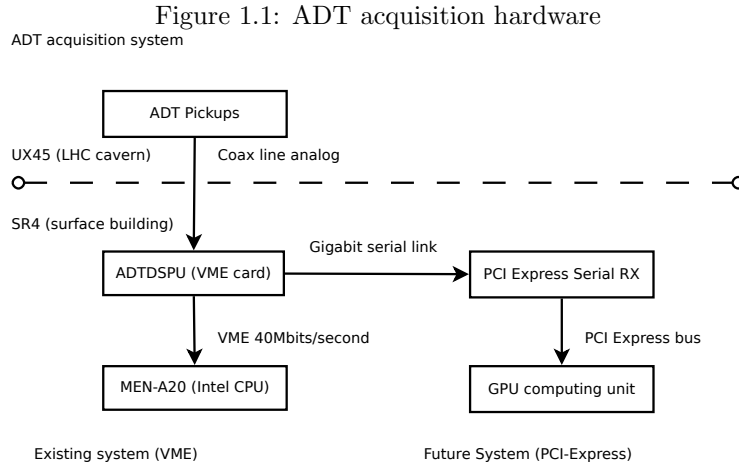 Figure 1.1: ADT acquisition hardware
ADT acquisition system
ADT Pickups
UX45 (LHC cavern)
Coax line analog
SR4 (surface building)
Gigabit serial link
ADTDSPU (VME card)
PCI Express Serial RX
VME 40Mbits/second
PCI Express bus
MEN-A20 (Intel CPU)
GPU computing unit
Existing system (VME)
Future System (PCI-Express)